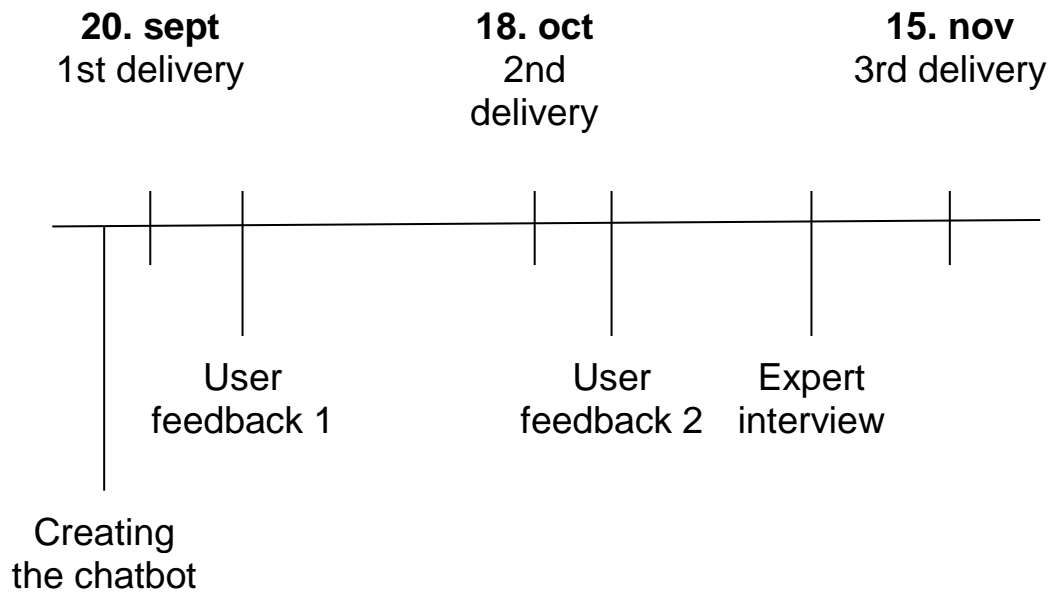 20. sept
1st delivery
18. oct
2nd
delivery
15. nov
3rd delivery
User
feedback 1
User
feedback 2
Expert
interview
Creating
the chatbot